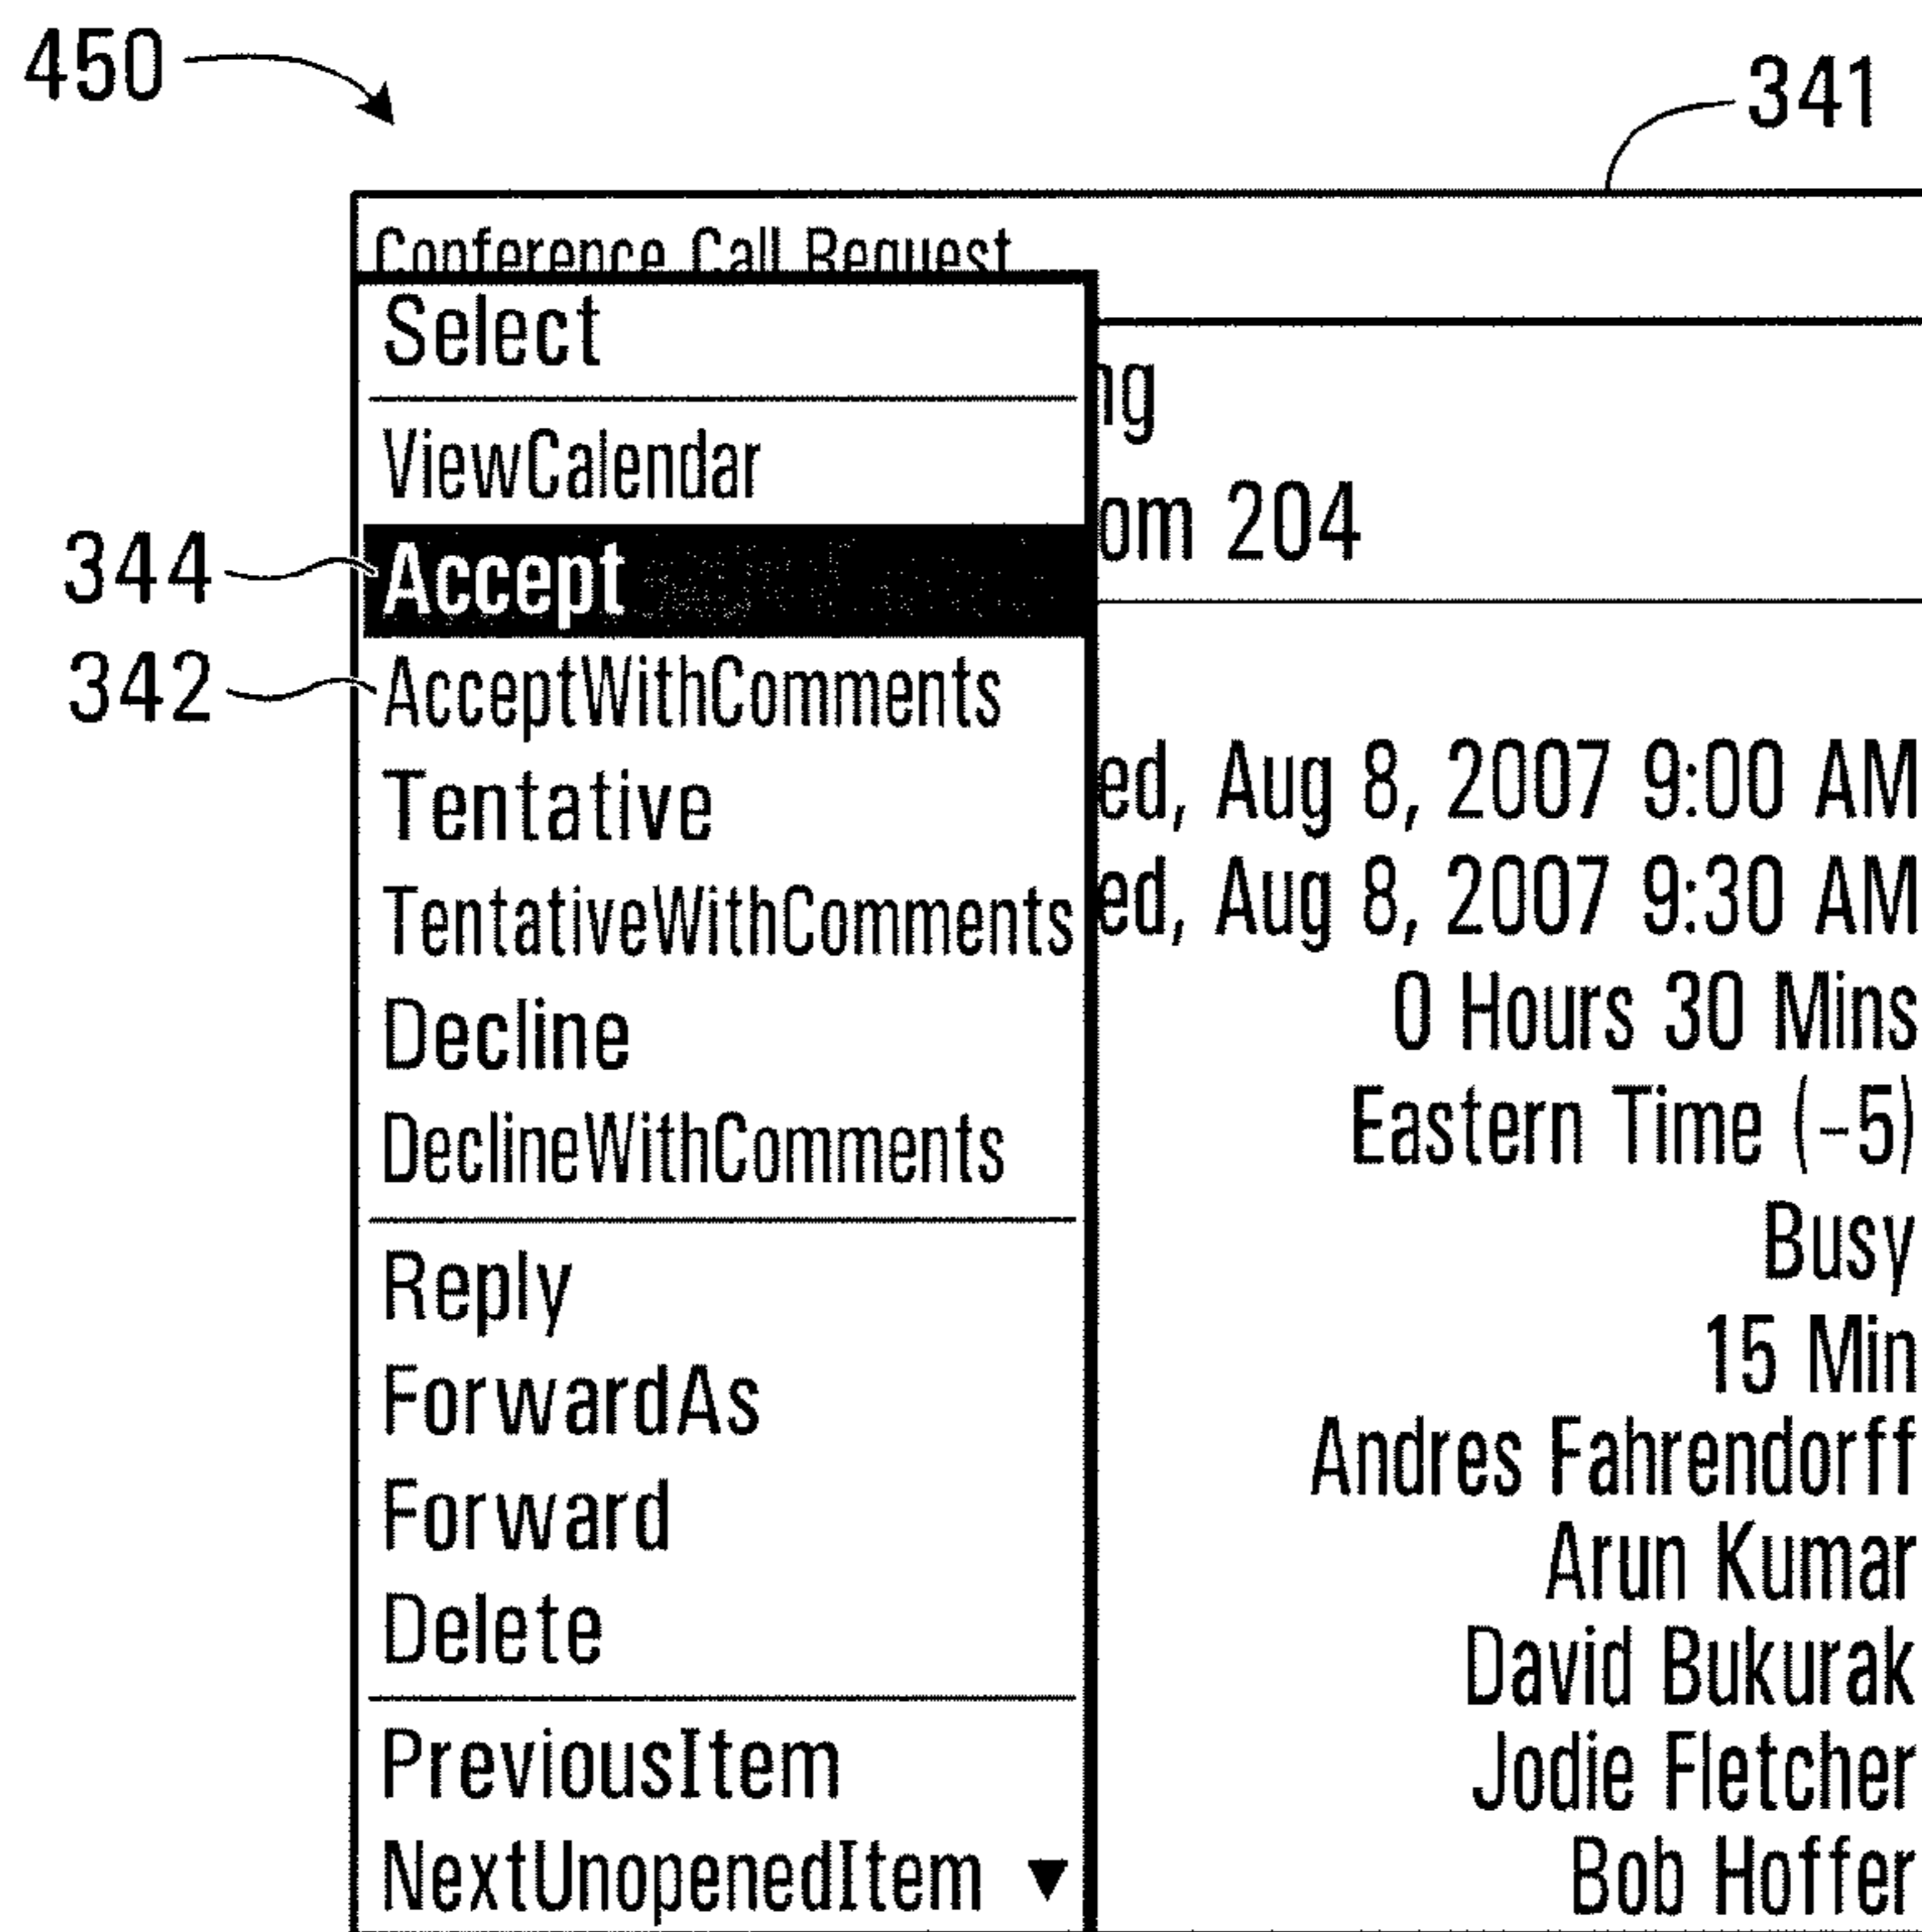 450
341
Conference Call Request
Select
ViewCalendar
ng
344
Accept
om 204
342
AcceptWithComments
Tentative
ed, Aug 8, 2007 9:00 AM
TentativeWithComments
ed, Aug 8, 2007 9:30 AM
Decline
0 Hours 30 Mins
DeclineWithComments
Eastern Time (-5)
Busy
Reply
15 Min
ForwardAs
Andres Fahrendorff
Forward
Arun Kumar
Delete
David Bukurak
PreviousItem
Jodie Fletcher
NextUnopenedItem ▼
Bob Hoffer